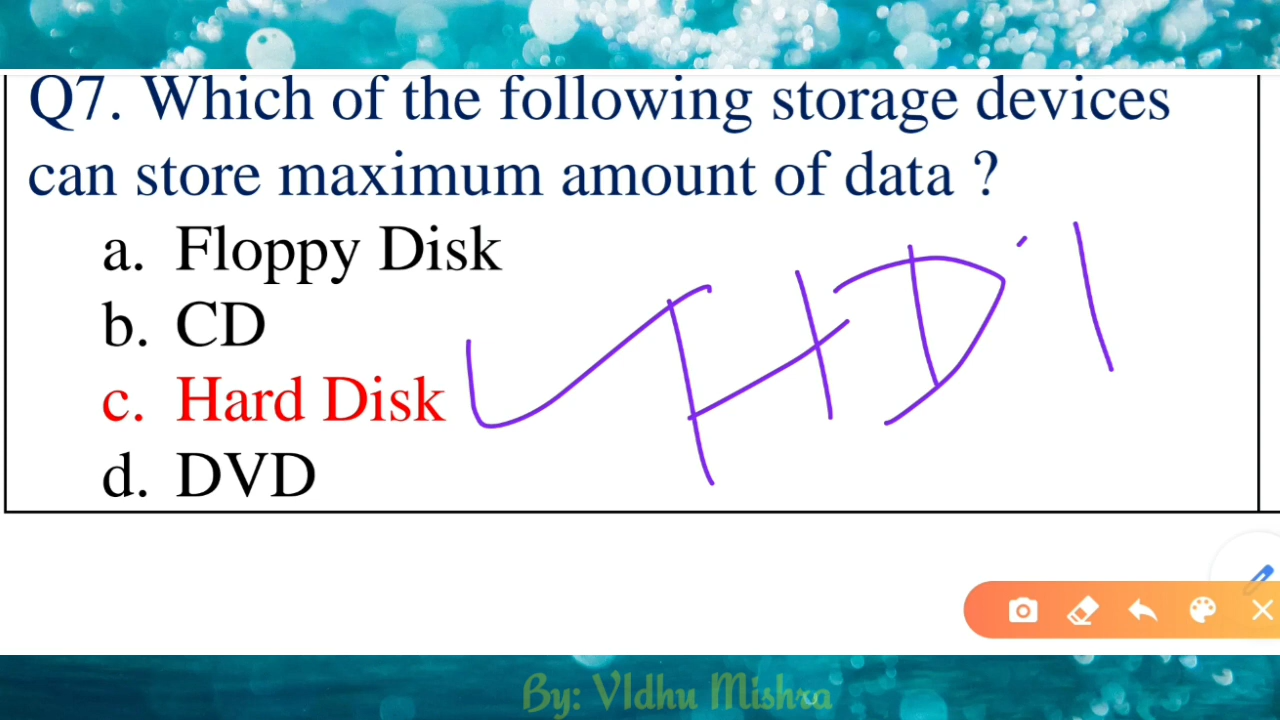 Q7. Which of the following storage devices
can store maximum amount of data ?
a. Floppy Disk
b. CD
c. Hard Disk
d. DVD
HD
By: VIdhu Mishra